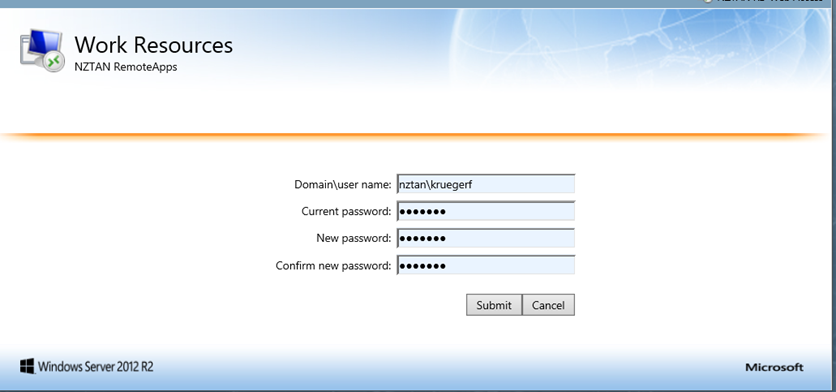 Work Resources
NZTAN RemoteApps
Domain\user name: nztan\kruegerf
Current password: ●●●●●●●
New password: ●●●●●●●
Confirm new password: ●●●●●●●
Submit Cancel
Windows Server 2012 R2 Microsoft